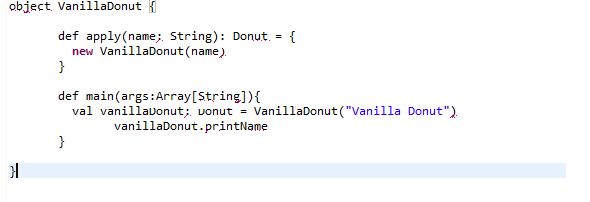 object VanillaDonut {
def apply(name: String): Donut = {
new VanillaDonut(name)
}
def main(args:Array[String]){
val vanillaDonut: Donut = VanillaDonut("Vanilla Donut")
vanillaDonut.printName
}
}